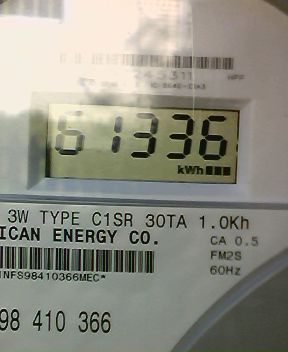 61336
kWh
3W TYPE C1SR 30TA 1.0Kh
ICAN ENERGY CO.
CA 0.5
FM2S
60Hz
NFS98410366MEC*
98 410 366